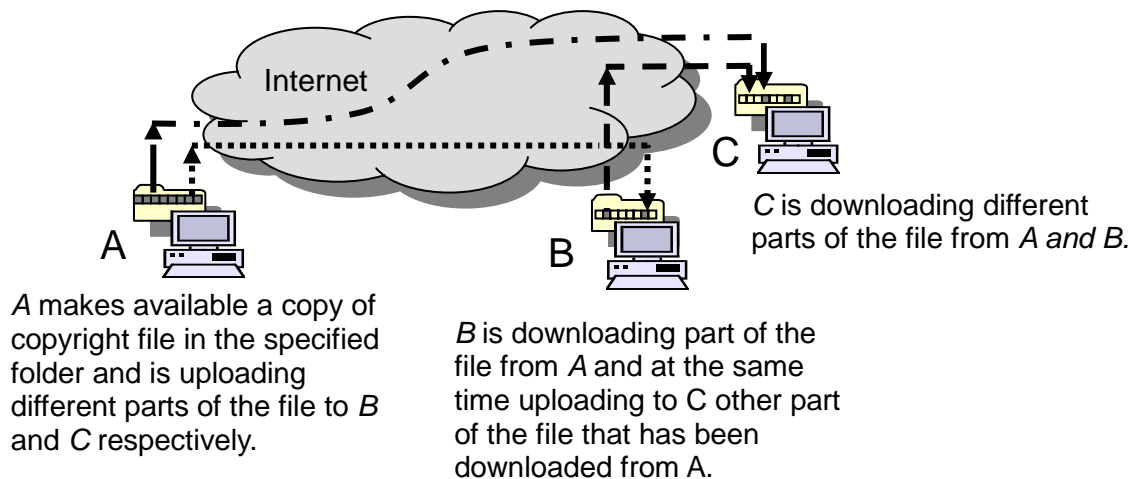 Internet
C
A
B
C is downloading different
parts of the file from A and B.
A makes available a copy of
copyright file in the specified
folder and is uploading
different parts of the file to B
and C respectively.
B is downloading part of the
file from A and at the same
time uploading to C other part
of the file that has been
downloaded from A.